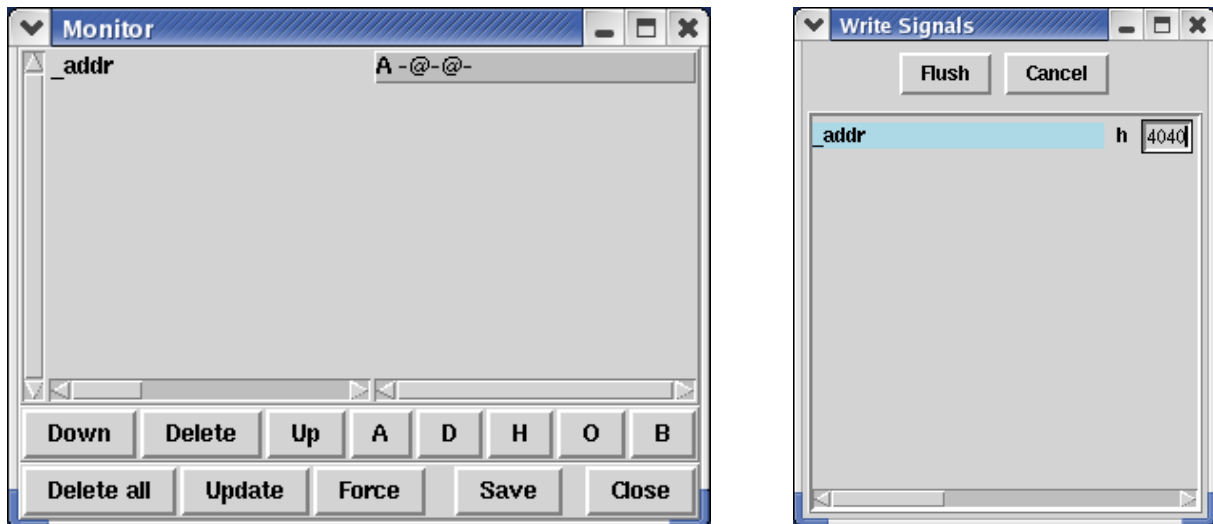 Monitor
_addr A -@-@-
Down Delete Up A D H O B
Delete all Update Force Save Close
Write Signals
Flush Cancel
_addr h 4040